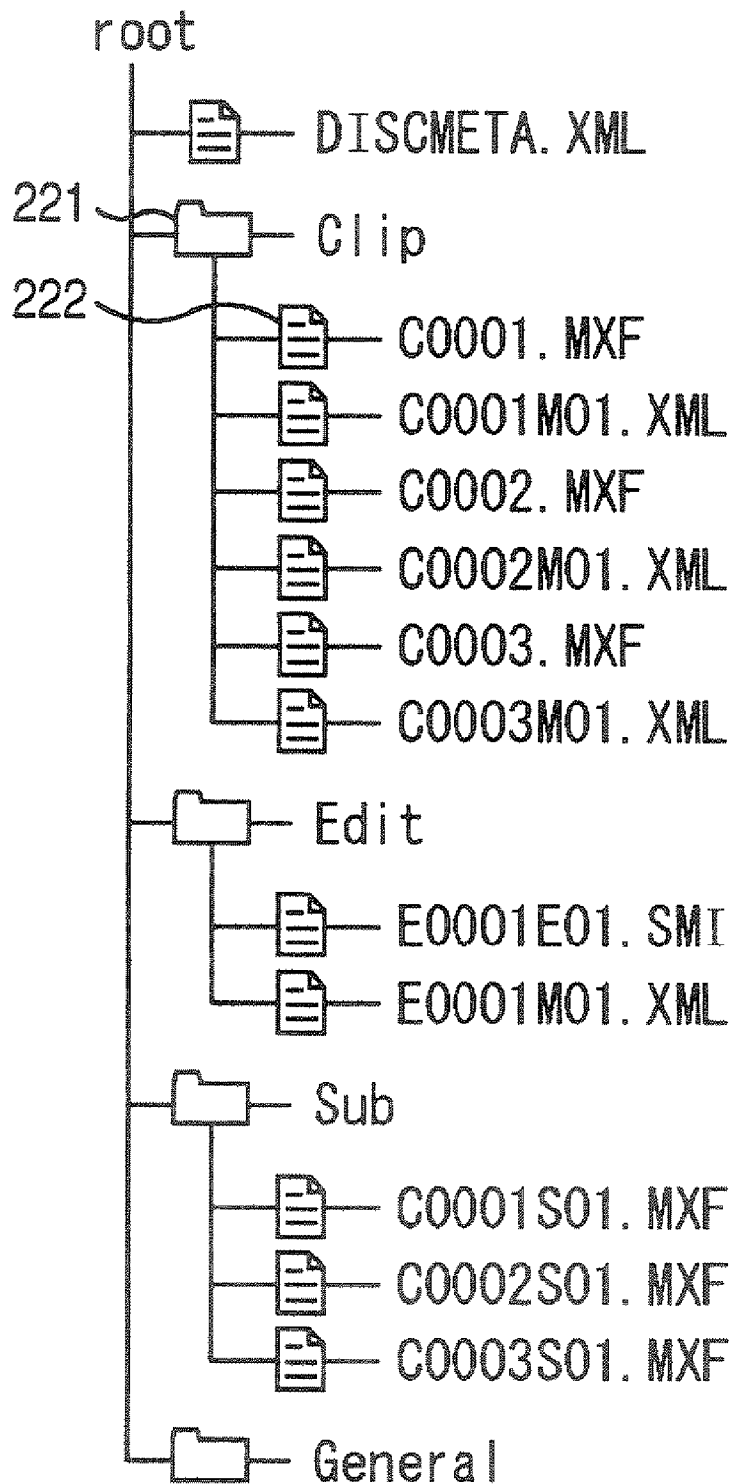 root
DISCMETA.XML
221
Clip
222
C0001.MXF
C0001M01.XML
C0002.MXF
C0002M01.XML
C0003.MXF
C0003M01.XML
Edit
E0001E01.SMI
E0001M01.XML
Sub
C0001S01.MXF
C0002S01.MXF
C0003S01.MXF
General